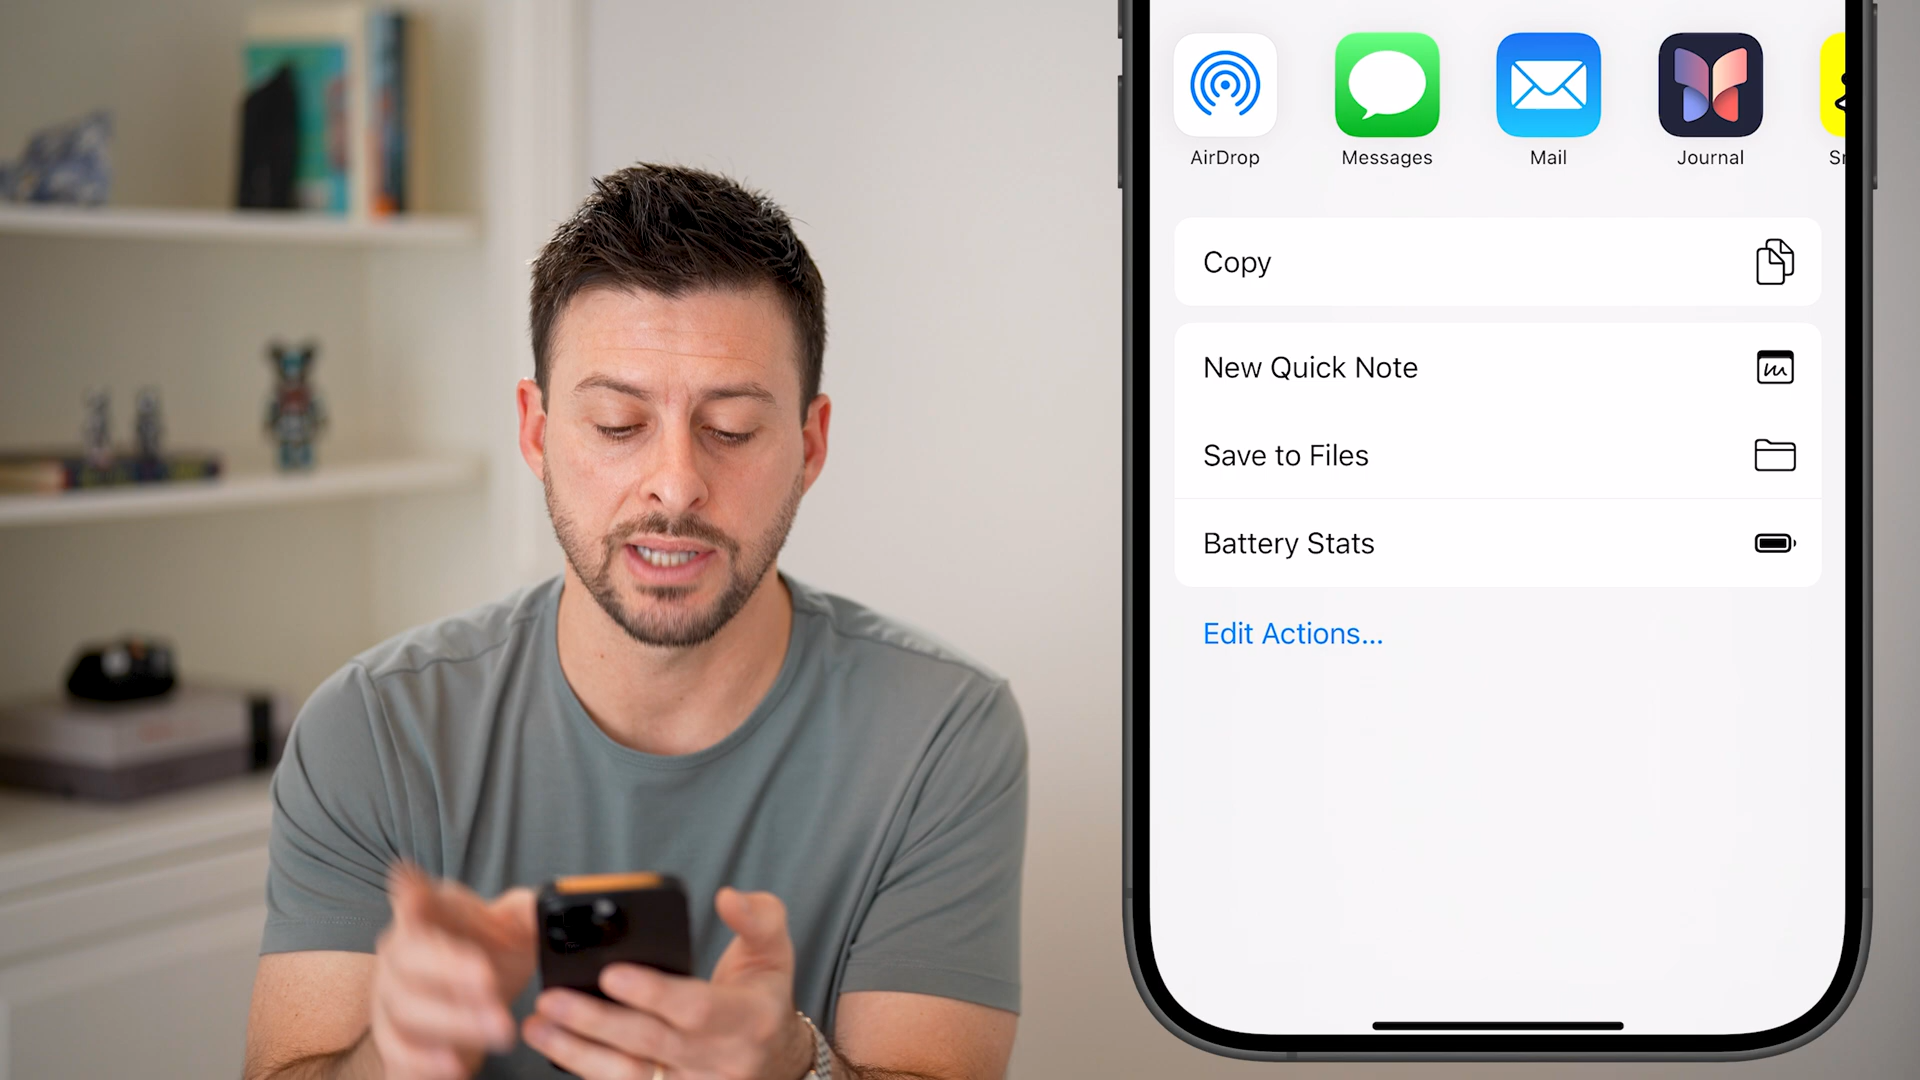 AirDrop
Messages
Mail
Journal
Copy
New Quick Note
Save to Files
Battery Stats
Edit Actions...